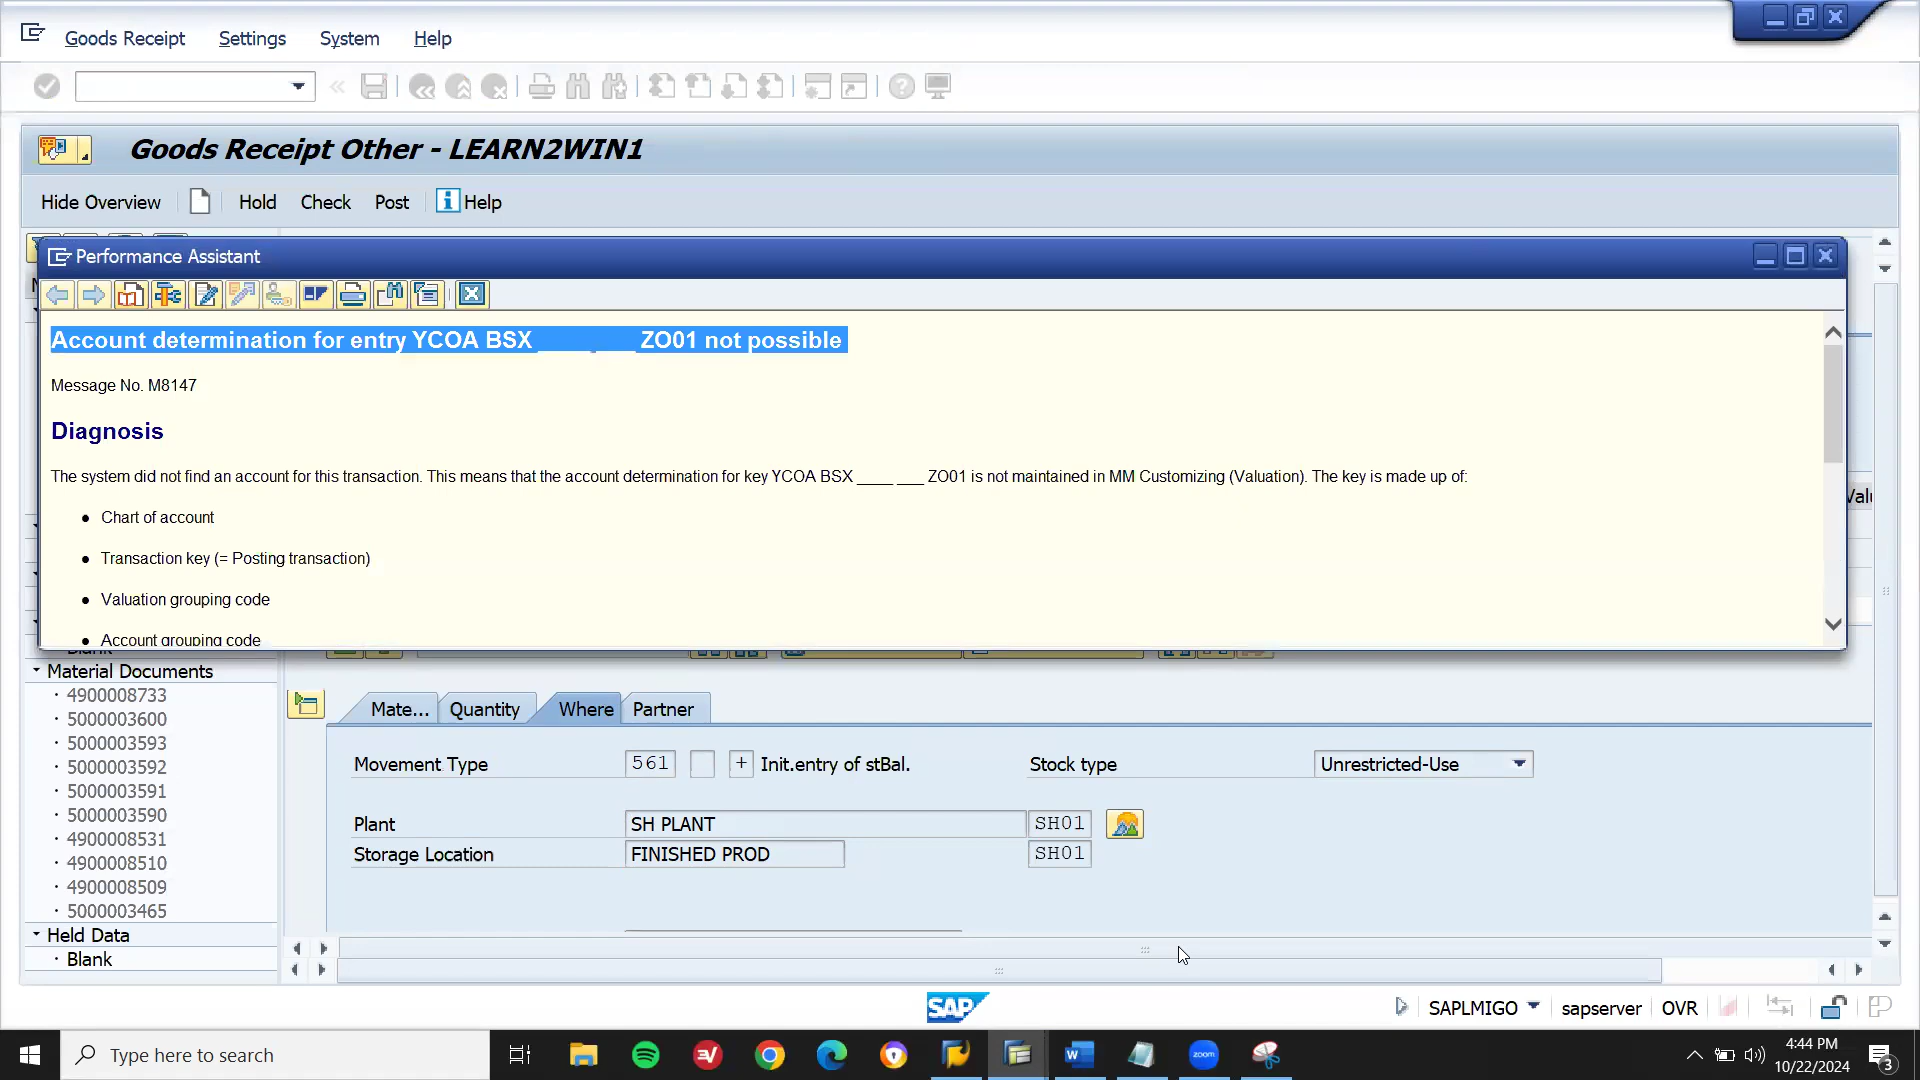 Goods Receipt Settings System Help
Goods Receipt Other - LEARN2WIN1
Hide Overview Hold Check Post i Help
Performance Assistant
Account determination for entry YCOA BSX ____ ___ ZO01 not possible
Message No. M8147
Diagnosis
The system did not find an account for this transaction. This means that the account determination for key YCOA BSX ____ ___ ZO01 is not maintained in MM Customizing (Valuation). The key is made up of:
• Chart of account
• Transaction key (= Posting transaction)
• Valuation grouping code
• Account grouping code
Material Documents
4900008733
5000003600
5000003593
5000003592
5000003591
5000003590
4900008531
4900008510
4900008509
5000003465
Held Data
Blank
Mate... Quantity Where Partner
Movement Type 561 + Init.entry of stBal. Stock type Unrestricted-Use
Plant SH PLANT SH01
Storage Location FINISHED PROD SH01
SAP
SAPLMIGO sapserver OVR
Type here to search
zoom
4:44 PM
10/22/2024
3